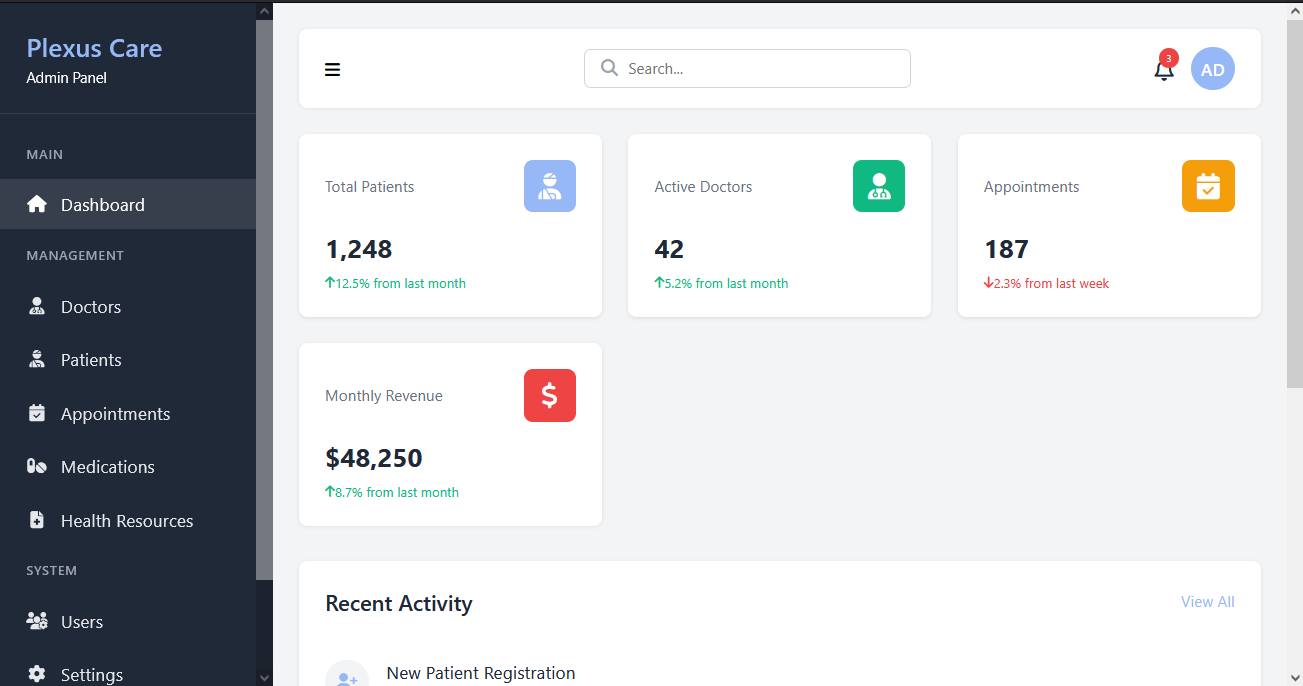 Plexus Care
Admin Panel
MAIN
Dashboard
MANAGEMENT
Doctors
Patients
Appointments
Medications
Health Resources
SYSTEM
Users
Settings
Search...
3
AD
Total Patients
1,248
12.5% from last month
Active Doctors
42
5.2% from last month
Appointments
187
2.3% from last week
Monthly Revenue
$48,250
8.7% from last month
Recent Activity
View All
New Patient Registration